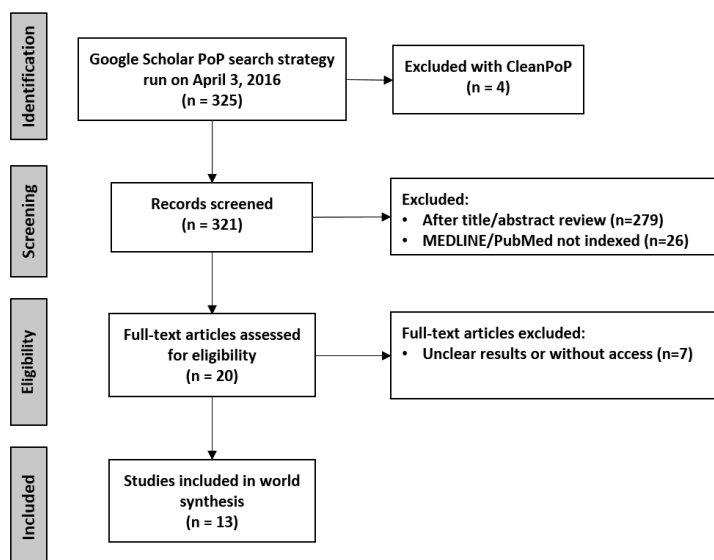 Identification
Google Scholar PoP search strategy
run on April 3, 2016
(n = 325)
Excluded with CleanPoP
(n = 4)
Screening
Records screened
(n = 321)
Excluded:
• After title/abstract review (n=279)
• MEDLINE/PubMed not indexed (n=26)
Eligibility
Full-text articles assessed
for eligibility
(n = 20)
Full-text articles excluded:
• Unclear results or without access (n=7)
Included
Studies included in world
synthesis
(n = 13)